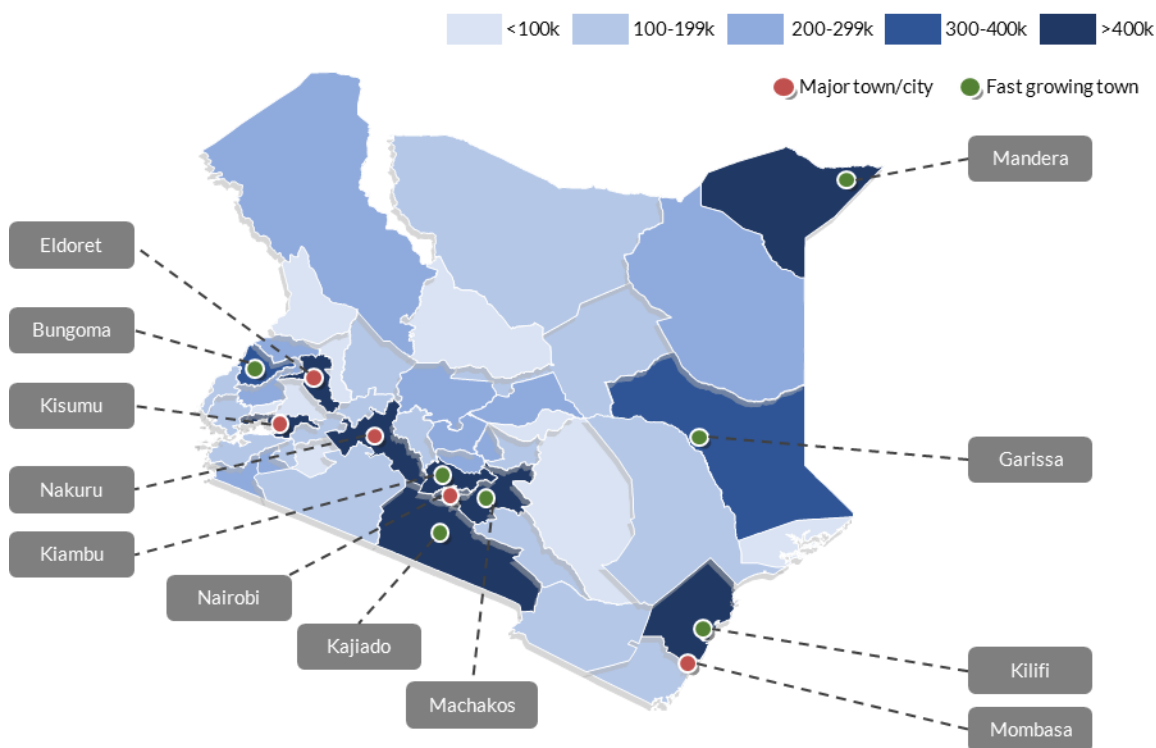 <100k
100-199k
200-299k
300-400k
>400k
Major town/city
Fast growing town
Mandera
Eldoret
Bungoma
Kisumu
Garissa
Nakuru
Kiambu
Nairobi
Kajiado
Kilifi
Machakos
Mombasa